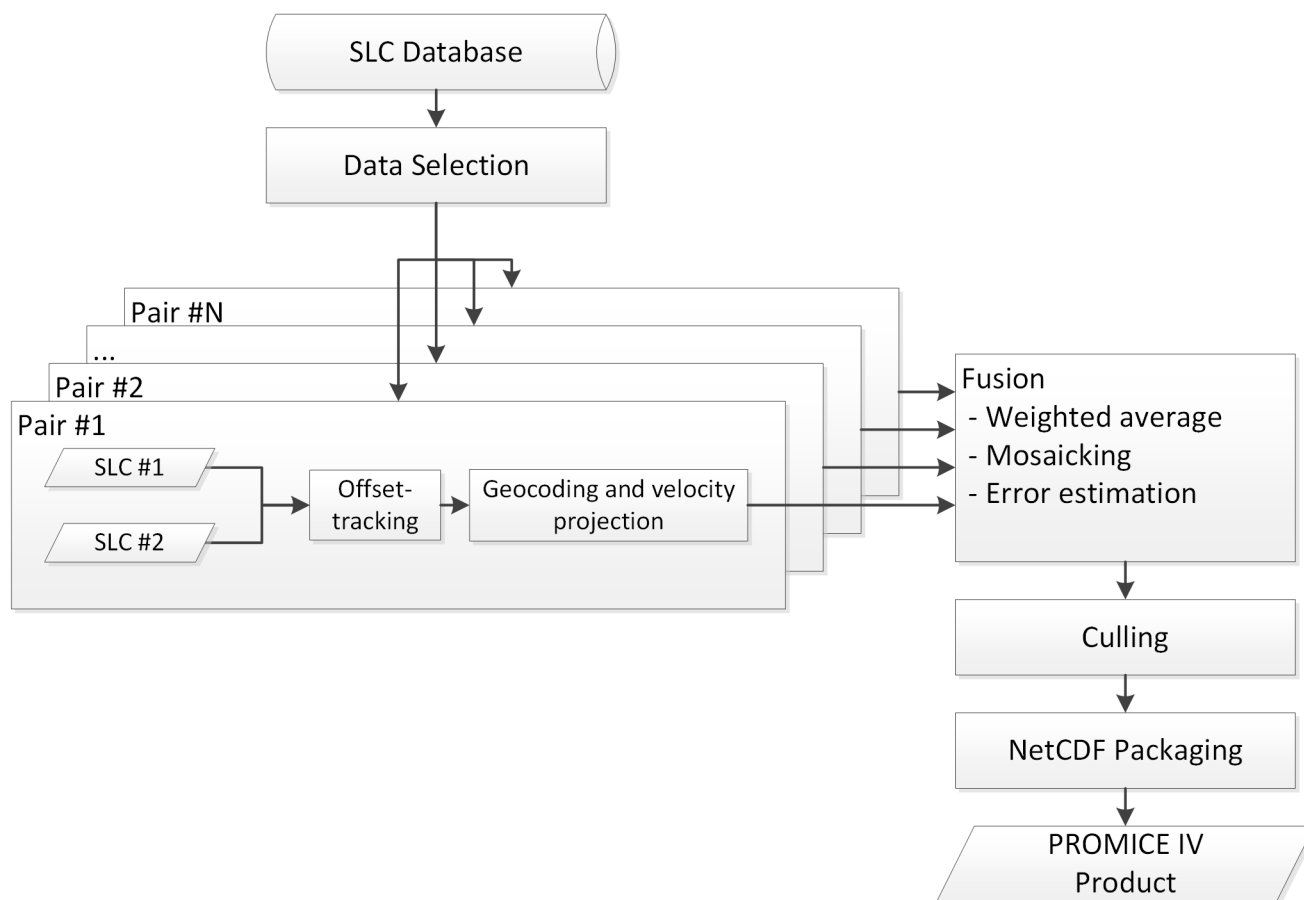 SLC Database
Data Selection
Pair #N
...
Pair #2
Pair #1
SLC #1
SLC #2
Offset-
tracking
Geocoding and velocity
projection
Fusion
- Weighted average
- Mosaicking
- Error estimation
Culling
NetCDF Packaging
PROMICE IV
Product